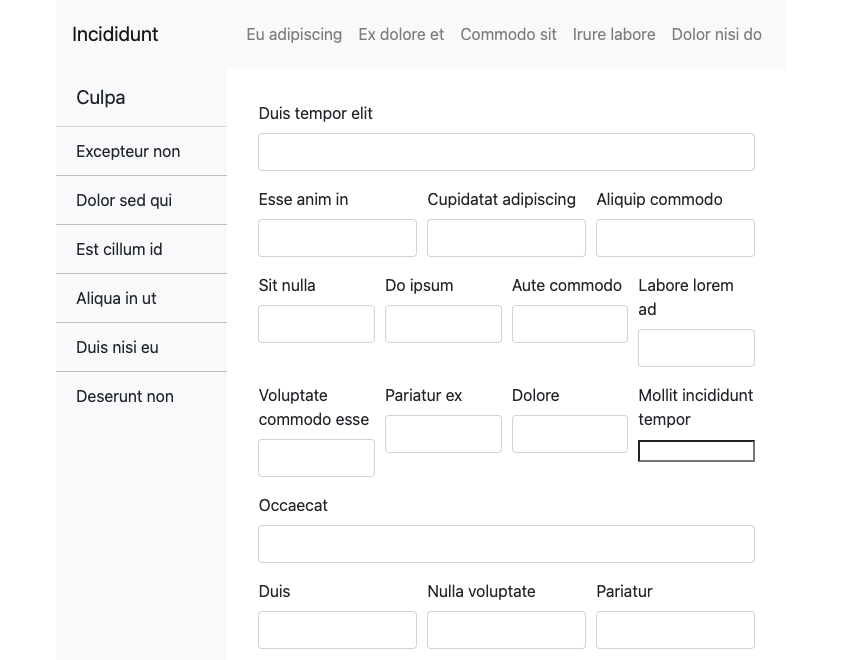 Incididunt
Eu adipiscing
Ex dolore et
Commodo sit
Irure labore
Dolor nisi do
Culpa
Excepteur non
Dolor sed qui
Est cillum id
Aliqua in ut
Duis nisi eu
Deserunt non
Duis tempor elit
Esse anim in
Cupidatat adipiscing
Aliquip commodo
Sit nulla
Do ipsum
Aute commodo
Labore lorem
ad
Voluptate
commodo esse
Pariatur ex
Dolore
Mollit incididunt
tempor
Occaecat
Duis
Nulla voluptate
Pariatur